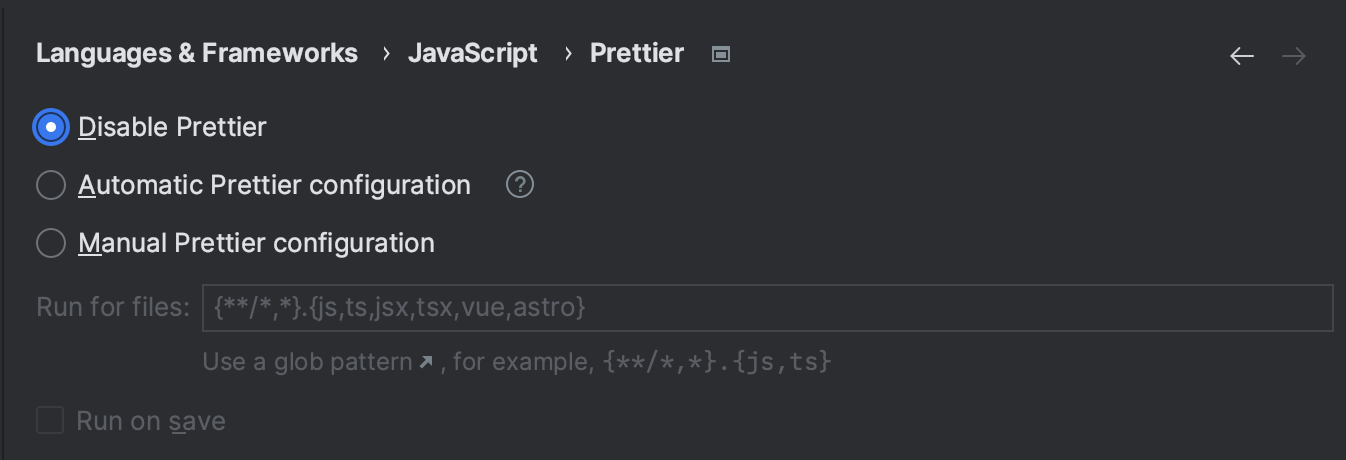 Languages & Frameworks › JavaScript › Prettier
Disable Prettier
Automatic Prettier configuration ?
Manual Prettier configuration
Run for files: {**/*,*}.{js,ts,jsx,tsx,vue,astro}
Use a glob pattern ↗ , for example, {**/*,*}.{js,ts}
Run on save